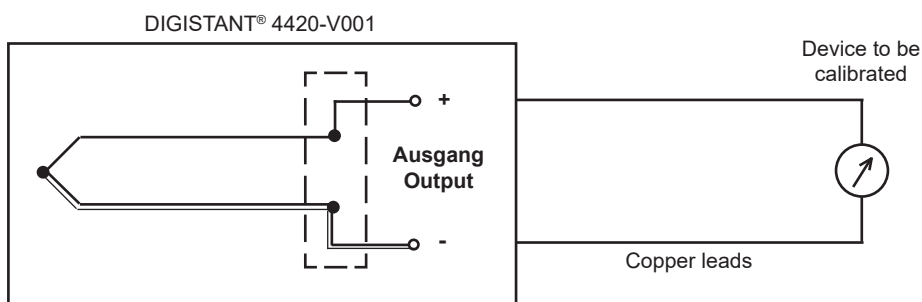 DIGISTANT® 4420-V001
Device to be
calibrated
+
Ausgang
Output
-
Copper leads